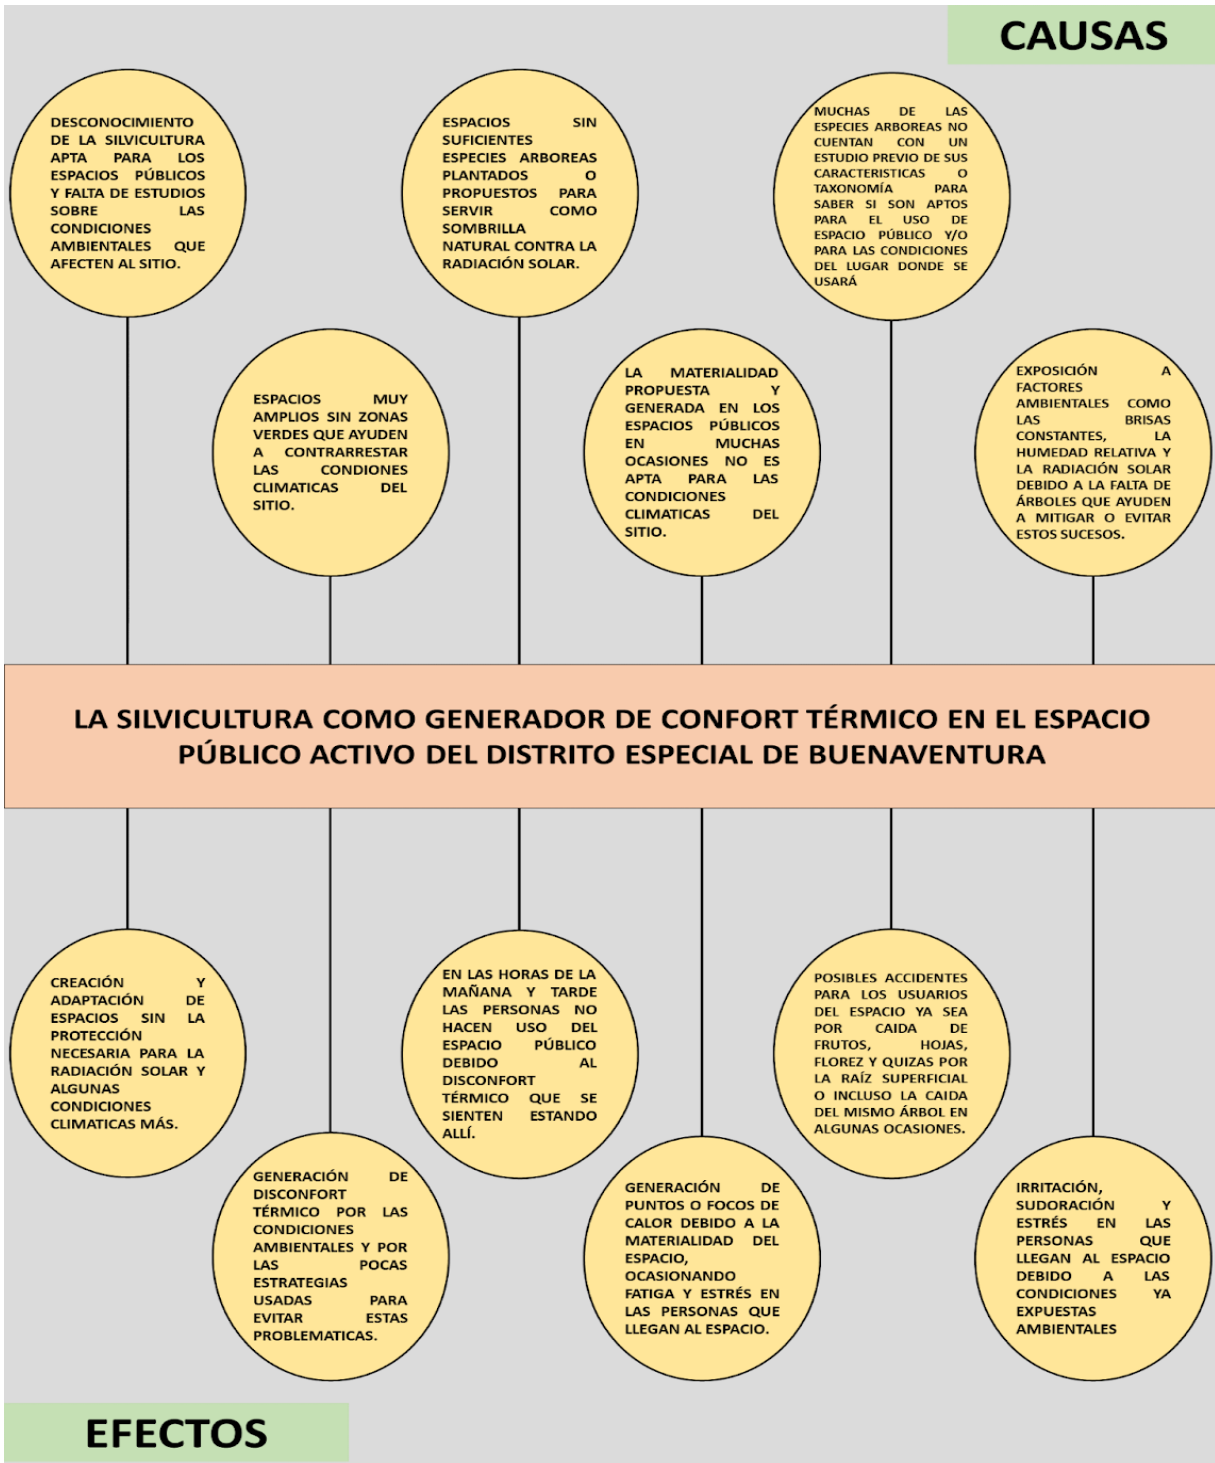 CAUSAS
DESCONOCIMIENTO
DE LA SILVICULTURA
APTA PARA LOS
ESPACIOS PÚBLICOS
Y FALTA DE ESTUDIOS
SOBRE LAS
CONDICIONES
AMBIENTALES QUE
AFECTEN AL SITIO.
ESPACIOS MUY
AMPLIOS SIN ZONAS
VERDES QUE AYUDEN
A CONTRARRESTAR
LAS CONDIONES
CLIMATICAS DEL
SITIO.
ESPACIOS SIN
SUFICIENTES
ESPECIES ARBOREAS
PLANTADOS O
PROPUESTOS PARA
SERVIR COMO
SOMBRILLA
NATURAL CONTRA LA
RADIACIÓN SOLAR.
LA MATERIALIDAD
PROPUESTA Y
GENERADA EN LOS
ESPACIOS PÚBLICOS
EN MUCHAS
OCASIONES NO ES
APTA PARA LAS
CONDICIONES
CLIMATICAS DEL
SITIO.
MUCHAS DE LAS
ESPECIES ARBOREAS NO
CUENTAN CON UN
ESTUDIO PREVIO DE SUS
CARACTERISTICAS O
TAXONOMÍA PARA
SABER SI SON APTOS
PARA EL USO DE
ESPACIO PÚBLICO Y/O
PARA LAS CONDICIONES
DEL LUGAR DONDE SE
USARÁ
EXPOSICIÓN A
FACTORES
AMBIENTALES COMO
LAS BRISAS
CONSTANTES, LA
HUMEDAD RELATIVA Y
LA RADIACIÓN SOLAR
DEBIDO A LA FALTA DE
ÁRBOLES QUE AYUDEN
A MITIGAR O EVITAR
ESTOS SUCESOS.
LA SILVICULTURA COMO GENERADOR DE CONFORT TÉRMICO EN EL ESPACIO
PÚBLICO ACTIVO DEL DISTRITO ESPECIAL DE BUENAVENTURA
CREACIÓN Y
ADAPTACIÓN DE
ESPACIOS SIN LA
PROTECCIÓN
NECESARIA PARA LA
RADIACIÓN SOLAR Y
ALGUNAS
CONDICIONES
CLIMATICAS MÁS.
GENERACIÓN DE
DISCONFORT
TÉRMICO POR LAS
CONDICIONES
AMBIENTALES Y POR
LAS POCAS
ESTRATEGIAS
USADAS PARA
EVITAR ESTAS
PROBLEMATICAS.
EN LAS HORAS DE LA
MAÑANA Y TARDE
LAS PERSONAS NO
HACEN USO DEL
ESPACIO PÚBLICO
DEBIDO AL
DISCONFORT
TÉRMICO QUE SE
SIENTEN ESTANDO
ALLÍ.
GENERACIÓN DE
PUNTOS O FOCOS DE
CALOR DEBIDO A LA
MATERIALIDAD DEL
ESPACIO,
OCASIONANDO
FATIGA Y ESTRÉS EN
LAS PERSONAS QUE
LLEGAN AL ESPACIO.
POSIBLES ACCIDENTES
PARA LOS USUARIOS
DEL ESPACIO YA SEA
POR CAIDA DE
FRUTOS, HOJAS,
FLOREZ Y QUIZAS POR
LA RAÍZ SUPERFICIAL
O INCLUSO LA CAIDA
DEL MISMO ÁRBOL EN
ALGUNAS OCASIONES.
IRRITACIÓN,
SUDORACIÓN Y
ESTRÉS EN LAS
PERSONAS QUE
LLEGAN AL ESPACIO
DEBIDO A LAS
CONDICIONES YA
EXPUESTAS
AMBIENTALES
EFECTOS